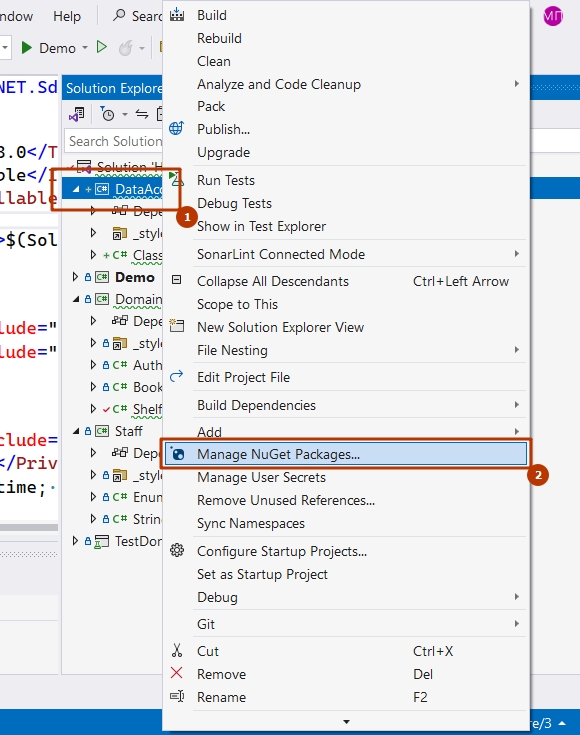 indow Help Sear
MП
Demo
NET.Sd
Solution Explore
Search Solution
3.0</T
ble</I
llable
>$(Sol
lude="
lude="
clude=
</Priv
time;
Solution 'H
DataAcc
Depe
_style
Class
Demo
Domain
Depe
_style
Auth
Book
Shelf
Staff
Depe
_style
Enum
Strin
TestDom
1
Build
Rebuild
Clean
Analyze and Code Cleanup
Pack
Publish...
Upgrade
Run Tests
Debug Tests
Show in Test Explorer
SonarLint Connected Mode
Collapse All Descendants Ctrl+Left Arrow
Scope to This
New Solution Explorer View
File Nesting
Edit Project File
Build Dependencies
Add
Manage NuGet Packages...
2
Manage User Secrets
Remove Unused References...
Sync Namespaces
Configure Startup Projects...
Set as Startup Project
Debug
Git
Cut Ctrl+X
Remove Del
Rename F2
re/3